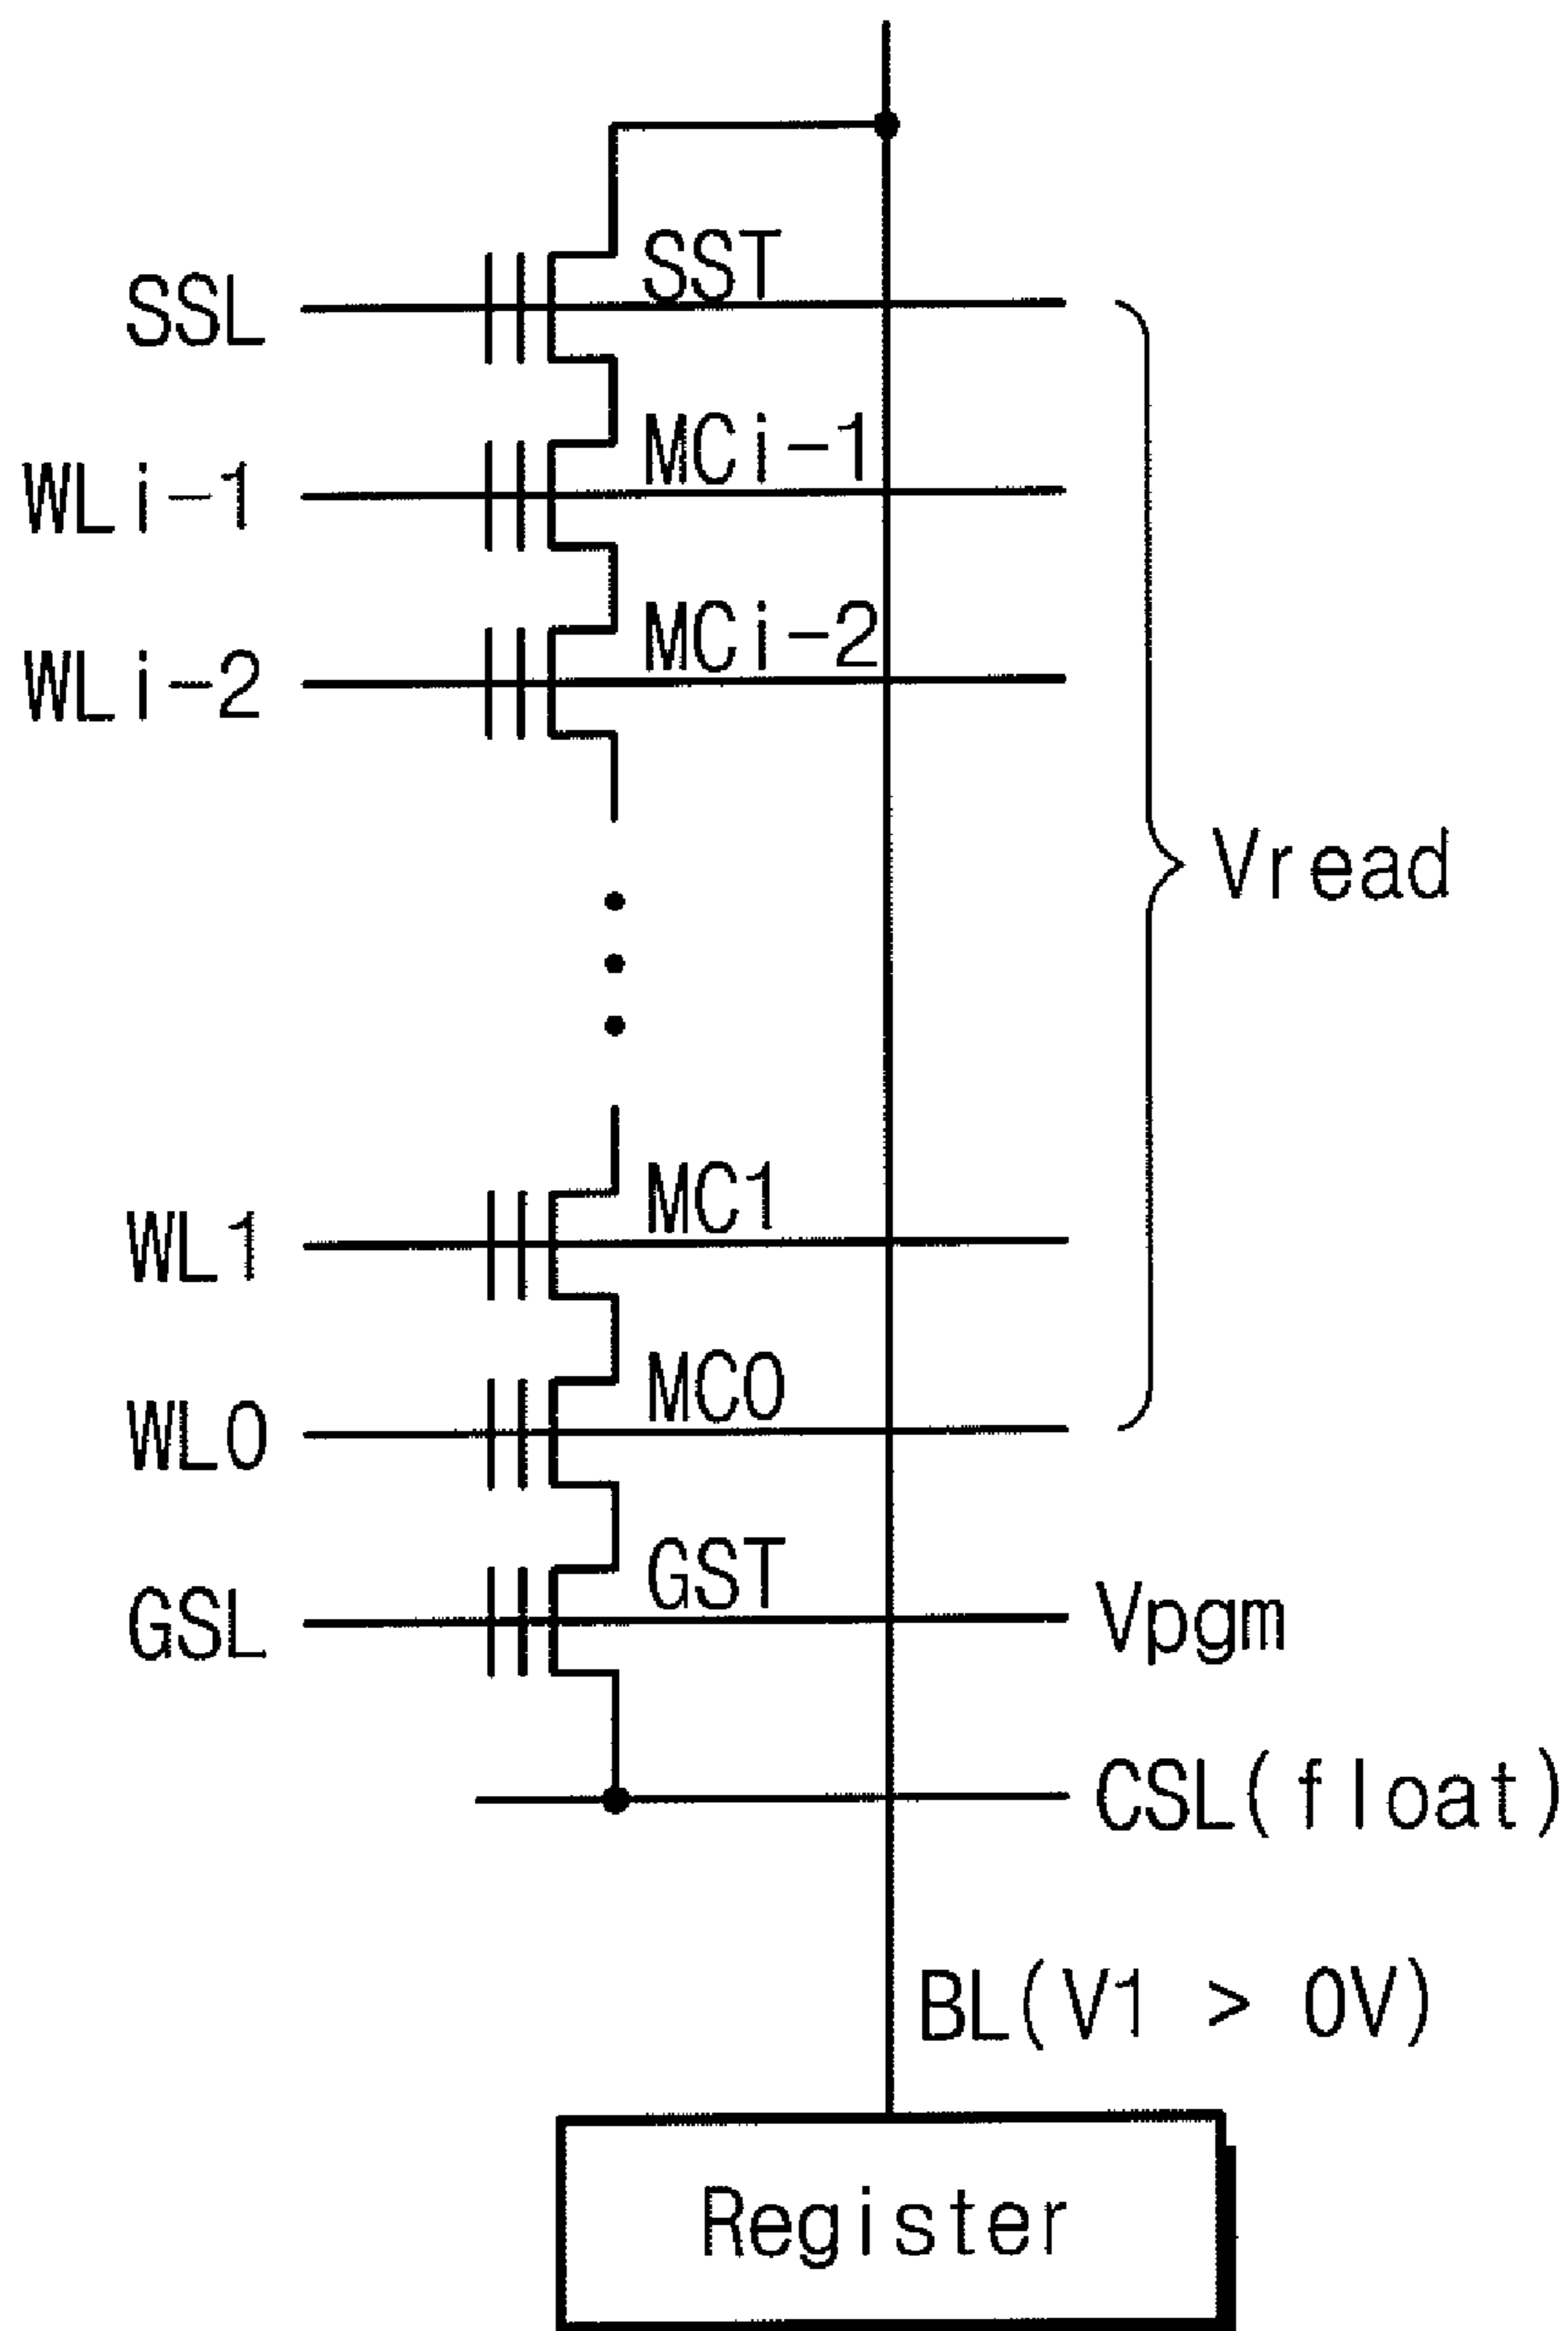 SST
SSL
MCi-1
WLi-1
MCi-2
WLi-2
Vread
MC1
WL1
MC0
WL0
GST
GSL
Vpgm
CSL(float)
BL(V1 > 0V)
Register